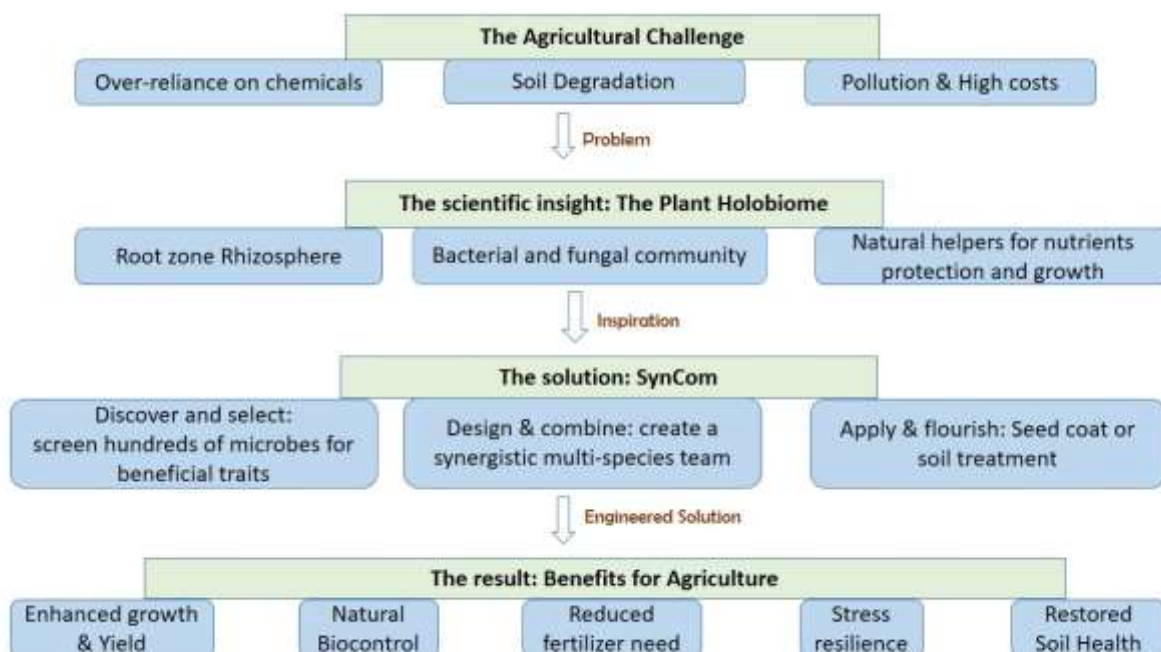 The Agricultural Challenge
Over-reliance on chemicals
Soil Degradation
Pollution & High costs
Problem
The scientific insight: The Plant Holobiome
Root zone Rhizosphere
Bacterial and fungal community
Natural helpers for nutrients
protection and growth
Inspiration
The solution: SynCom
Discover and select:
screen hundreds of microbes for
beneficial traits
Design & combine: create a
synergistic multi-species team
Apply & flourish: Seed coat or
soil treatment
Engineered Solution
The result: Benefits for Agriculture
Enhanced growth
& Yield
Natural
Biocontrol
Reduced
fertilizer need
Stress
resilience
Restored
Soil Health